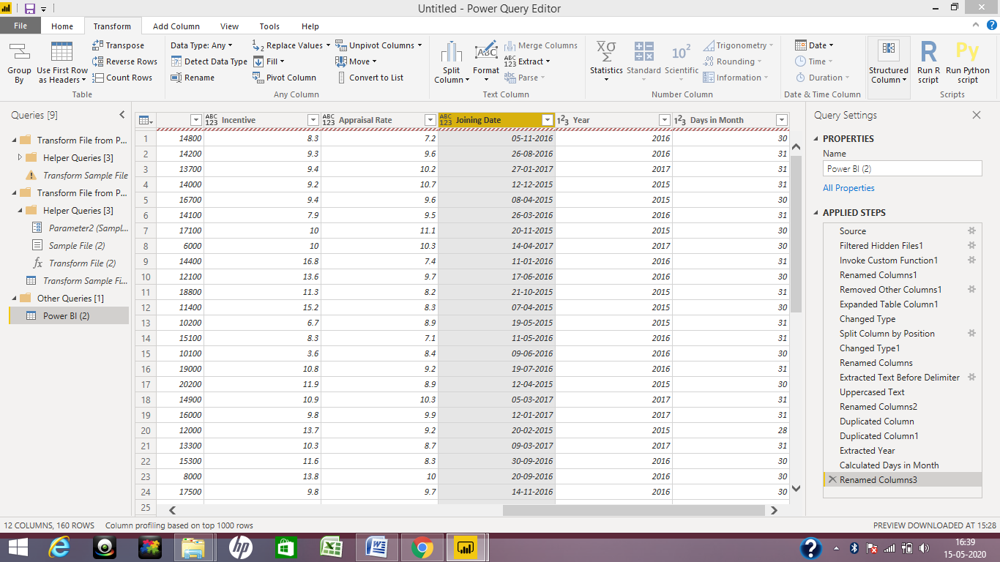 Untitled - Power Query Editor
File Home Transform Add Column View Tools Help
Group By
Use First Row as Headers
Transpose
Reverse Rows
Count Rows
Table
Data Type: Any
Detect Data Type
Rename
Replace Values
Fill
Pivot Column
Unpivot Columns
Move
Convert to List
Any Column
Split Column
Format
Merge Columns
Extract
Parse
Text Column
Statistics
Standard
Scientific
Trigonometry
Rounding
Information
Number Column
Date
Time
Duration
Date & Time Column
Structured Column
Run R script
Run Python script
Scripts
Queries [9]
Transform File from P...
Helper Queries [3]
Transform Sample File
Transform File from P...
Helper Queries [3]
Parameter2 (Sampl...
Sample File (2)
Transform File (2)
Transform Sample Fi...
Other Queries [1]
Power BI (2)
Incentive Appraisal Rate Joining Date Year Days in Month
1 14800 8.3 7.2 05-11-2016 2016 30
2 14200 9.3 9.6 26-08-2016 2016 31
3 13700 9.4 10.2 27-01-2017 2017 31
4 14000 9.2 10.7 12-12-2015 2015 31
5 16700 9.4 9.6 08-04-2015 2015 30
6 14100 7.9 9.5 26-03-2016 2016 31
7 17100 10 11.1 20-11-2015 2015 30
8 6000 10 10.3 14-04-2017 2017 30
9 14400 16.8 7.4 11-01-2016 2016 31
10 12100 13.6 9.7 17-06-2016 2016 30
11 18800 11.3 8.2 21-10-2015 2015 31
12 11400 15.2 8.3 07-04-2015 2015 30
13 10200 6.7 8.9 19-05-2015 2015 31
14 15100 8.3 7.1 11-05-2016 2016 31
15 10100 3.6 8.4 09-06-2016 2016 30
16 19000 10.8 9.2 19-07-2016 2016 31
17 20200 11.9 8.9 12-04-2015 2015 30
18 14900 10.9 10.3 05-03-2017 2017 31
19 16000 9.8 9.9 12-01-2017 2017 31
20 12000 13.7 9.2 20-02-2015 2015 28
21 13300 10.3 8.7 09-03-2017 2017 31
22 15300 11.6 8.3 30-09-2016 2016 30
23 8000 13.8 10 20-09-2016 2016 30
24 17500 9.8 9.7 14-11-2016 2016 30
25
Query Settings
PROPERTIES
Name
Power BI (2)
All Properties
APPLIED STEPS
Source
Filtered Hidden Files1
Invoke Custom Function1
Renamed Columns1
Removed Other Columns1
Expanded Table Column1
Changed Type
Split Column by Position
Changed Type1
Renamed Columns
Extracted Text Before Delimiter
Uppercased Text
Renamed Columns2
Duplicated Column
Duplicated Column1
Extracted Year
Calculated Days in Month
Renamed Columns3
12 COLUMNS, 160 ROWS Column profiling based on top 1000 rows
PREVIEW DOWNLOADED AT 15:28
16:39
15-05-2020